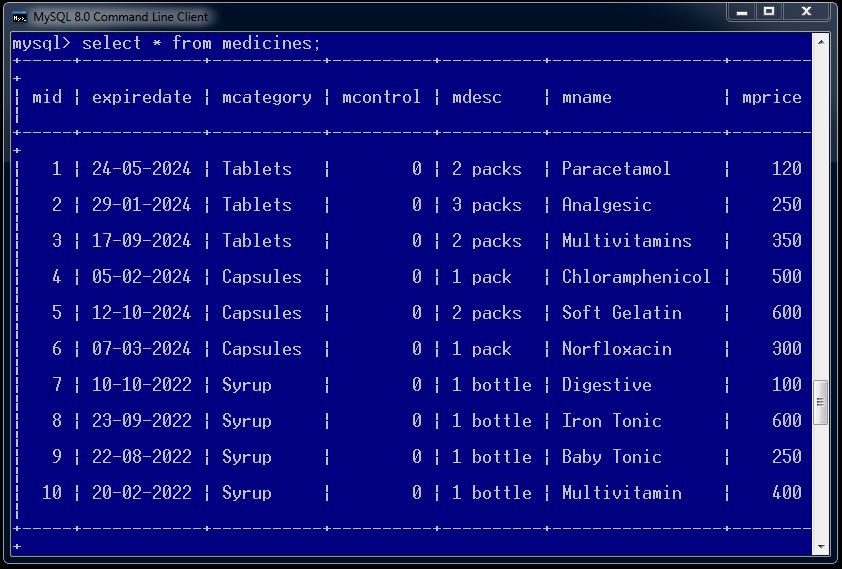 MySQL 8.0 Command Line Client
mysql> select * from medicines;
+-----+------------+-----------+----------+----------+-----------------+--------
+
| mid | expiredate | mcategory | mcontrol | mdesc    | mname           | mprice
|
+-----+------------+-----------+----------+----------+-----------------+--------
+
|   1 | 24-05-2024 | Tablets   |        0 | 2 packs  | Paracetamol     |    120
|
|   2 | 29-01-2024 | Tablets   |        0 | 3 packs  | Analgesic       |    250
|
|   3 | 17-09-2024 | Tablets   |        0 | 2 packs  | Multivitamins   |    350
|
|   4 | 05-02-2024 | Capsules  |        0 | 1 pack   | Chloramphenicol |    500
|
|   5 | 12-10-2024 | Capsules  |        0 | 2 packs  | Soft Gelatin    |    600
|
|   6 | 07-03-2024 | Capsules  |        0 | 1 pack   | Norfloxacin     |    300
|
|   7 | 10-10-2022 | Syrup     |        0 | 1 bottle | Digestive       |    100
|
|   8 | 23-09-2022 | Syrup     |        0 | 1 bottle | Iron Tonic      |    600
|
|   9 | 22-08-2022 | Syrup     |        0 | 1 bottle | Baby Tonic      |    250
|
|  10 | 20-02-2022 | Syrup     |        0 | 1 bottle | Multivitamin    |    400
|
+-----+------------+-----------+----------+----------+-----------------+--------
+